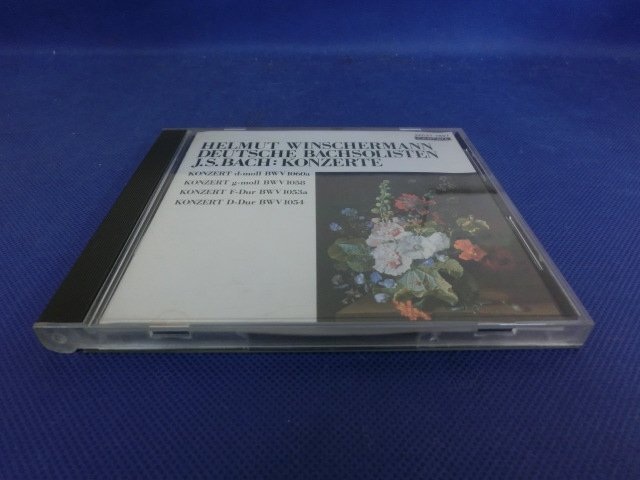 HELMUT WINSCHERMANN
DEUTSCHE BACHSOLISTEN
J.S.BACH: KONZERTE
KONZERT d-moll BWV 1060a
KONZERT g-moll BWV 1058
KONZERT F-Dur BWV 1053a
KONZERT D-Dur BWV 1054